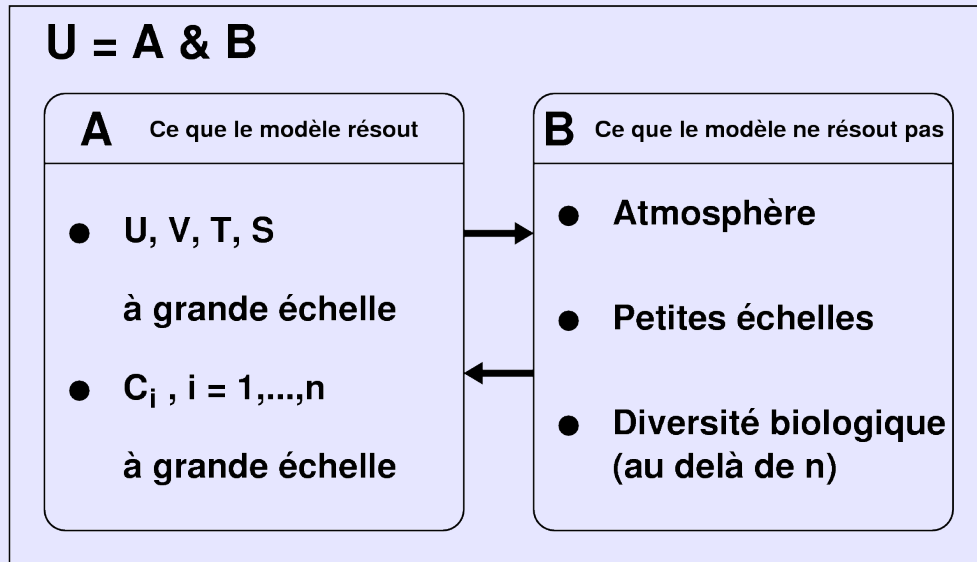 U = A & B
A Ce que le modèle résout
● U, V, T, S
à grande échelle
● Ci , i = 1,...,n
à grande échelle
B Ce que le modèle ne résout pas
● Atmosphère
● Petites échelles
● Diversité biologique
(au delà de n)